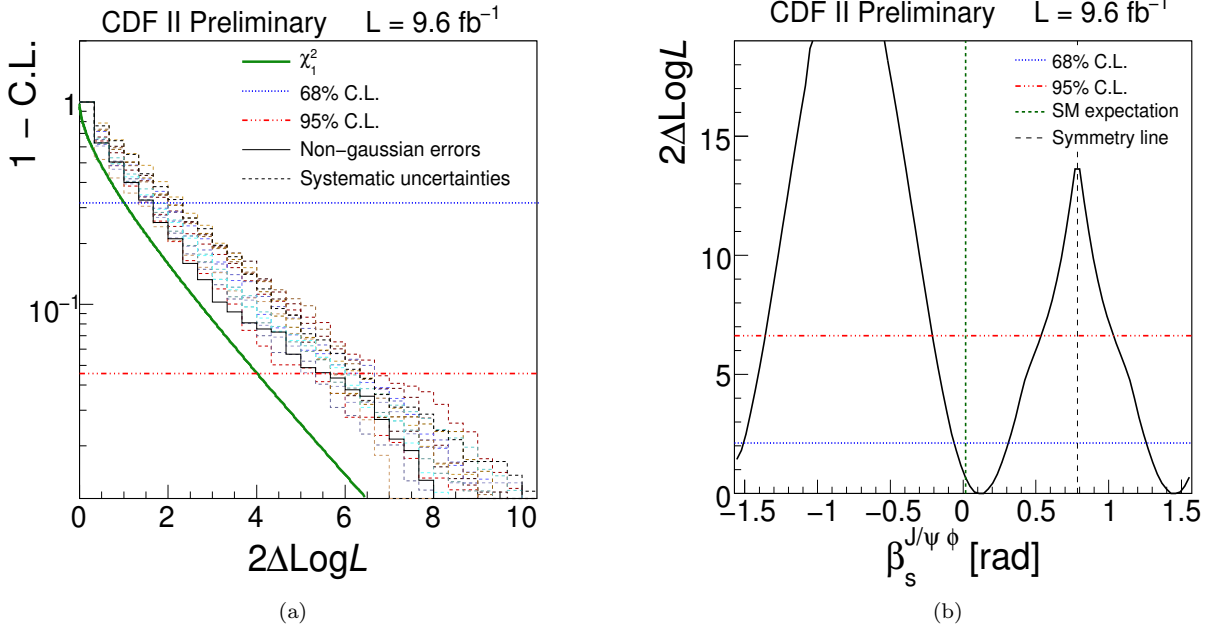 CDF II Preliminary L = 9.6 fb⁻¹
1 − C.L.
χ²₁
68% C.L.
95% C.L.
Non−gaussian errors
Systematic uncertainties
1
10⁻¹
0 2 4 6 8 10
2ΔLogL
(a)
CDF II Preliminary L = 9.6 fb⁻¹
2ΔLogL
68% C.L.
95% C.L.
SM expectation
Symmetry line
15
10
5
0
−1.5 −1 −0.5 0 0.5 1 1.5
β_s^{J/ψ ϕ} [rad]
(b)